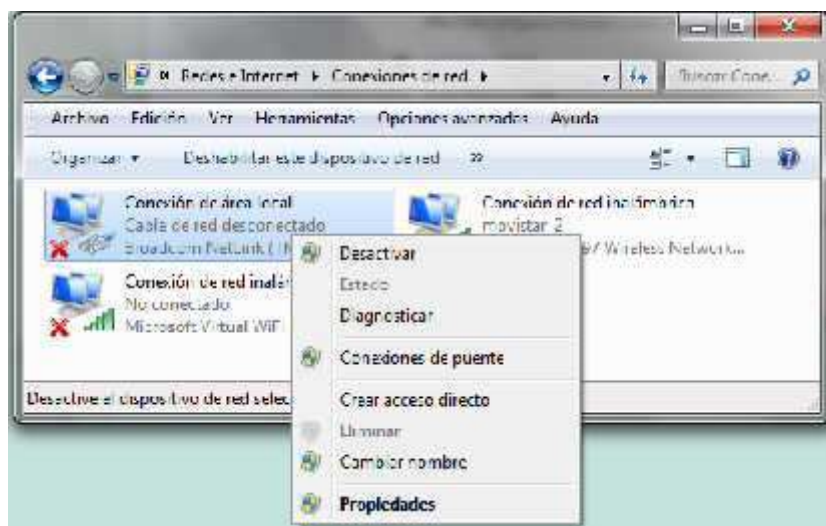 Redes e Internet ▸ Conexiones de red ▸
Buscar Cone...
Archivo Edición Ver Herramientas Opciones avanzadas Ayuda
Organizar Deshabilitar este dispositivo de red »
Conexión de área local
Cable de red desconectado
Broadcom NetLink (
Conexión de red inalámbrica
movistar 2
Wireless Network...
Conexión de red inalá
No conectado
Microsoft Virtual WiFi
Desactive el dispositivo de red selec
Desactivar
Estado
Diagnosticar
Conexiones de puente
Crear acceso directo
Eliminar
Cambiar nombre
Propiedades